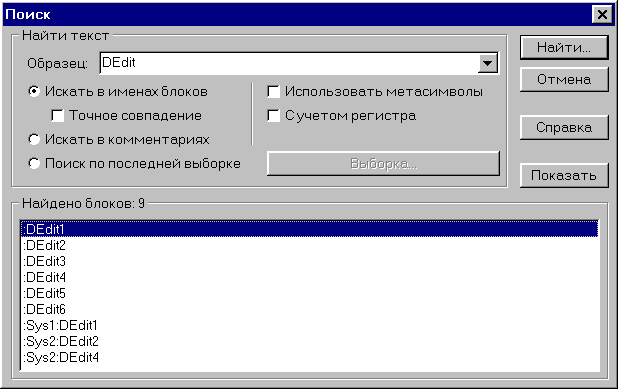 Поиск
Найти текст
Образец: DEdit
Искать в именах блоков
Точное совпадение
Искать в комментариях
Поиск по последней выборке
Использовать метасимволы
С учетом регистра
Выборка...
Найти...
Отмена
Справка
Показать
Найдено блоков: 9
:DEdit1
:DEdit2
:DEdit3
:DEdit4
:DEdit5
:DEdit6
:Sys1:DEdit1
:Sys2:DEdit2
:Sys2:DEdit4